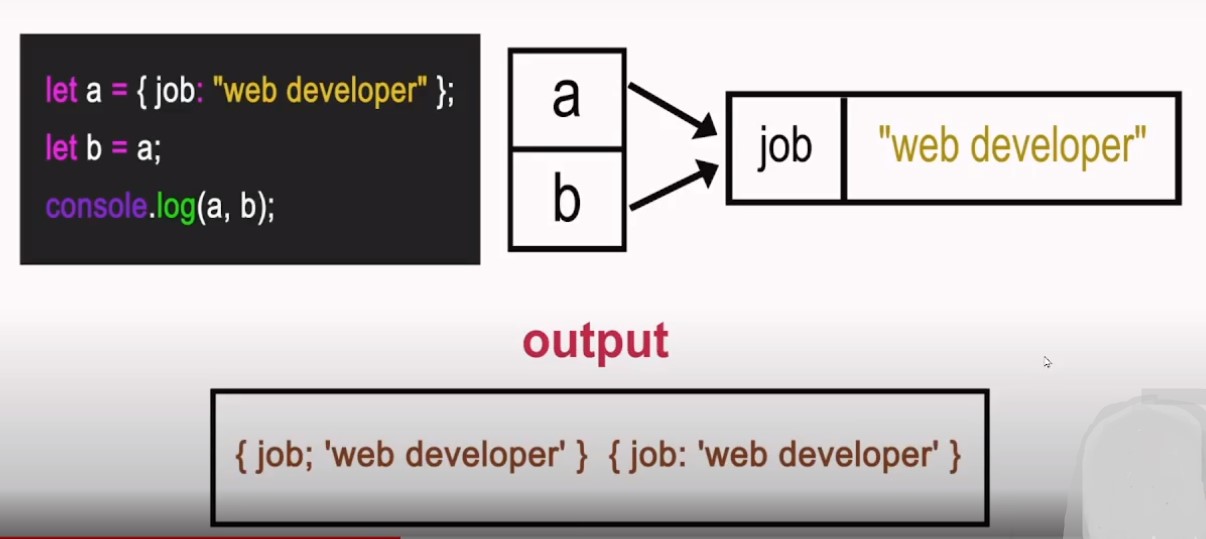 let a = { job: "web developer" };
let b = a;
console.log(a, b);
a
b
job "web developer"
output
{ job; 'web developer' } { job: 'web developer' }